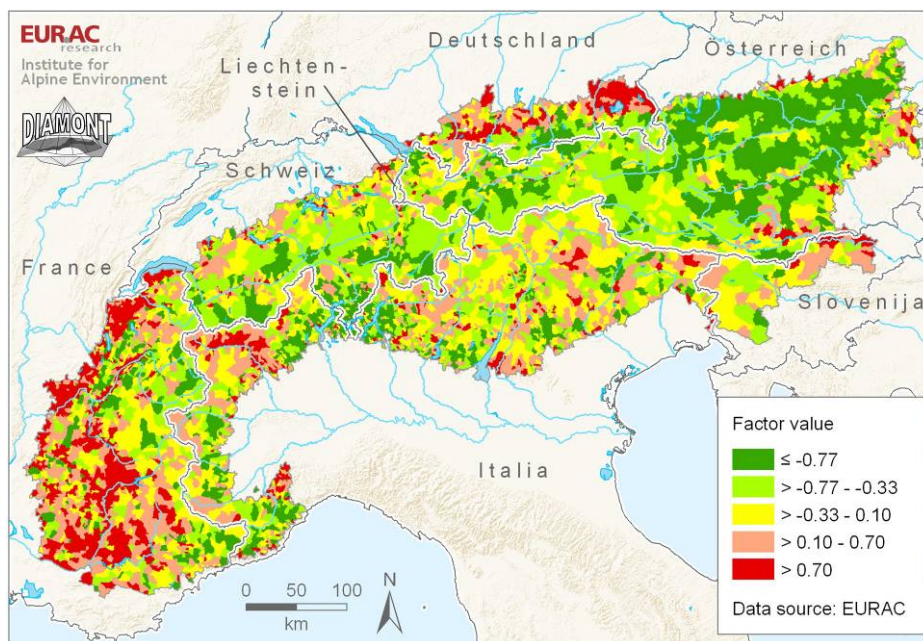 EURAC
research
Institute for
Alpine Environment
DIAMONT
Deutschland
Österreich
Liechten-
stein
Schweiz
France
Slovenija
Italia
Factor value
≤ -0.77
> -0.77 - -0.33
> -0.33 - 0.10
> 0.10 - 0.70
> 0.70
Data source: EURAC
0 50 100
km
N